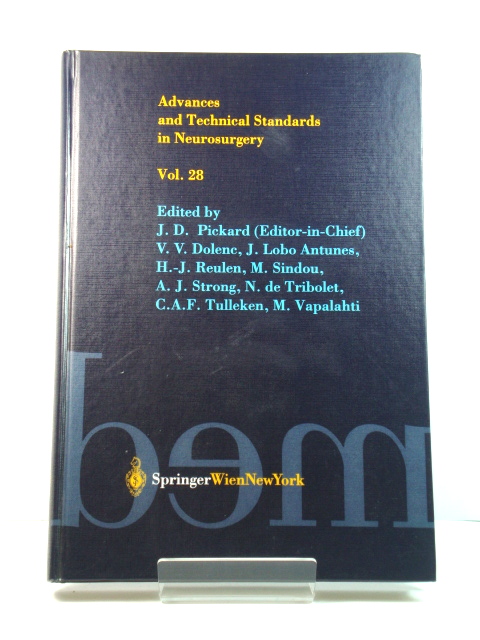 Advances
and Technical Standards
in Neurosurgery
Vol. 28
Edited by
J. D. Pickard (Editor-in-Chief)
V. V. Dolenc, J. Lobo Antunes,
H.-J. Reulen, M. Sindou,
A. J. Strong, N. de Tribolet,
C.A.F. Tulleken, M. Vapalahti
med
SpringerWienNewYork